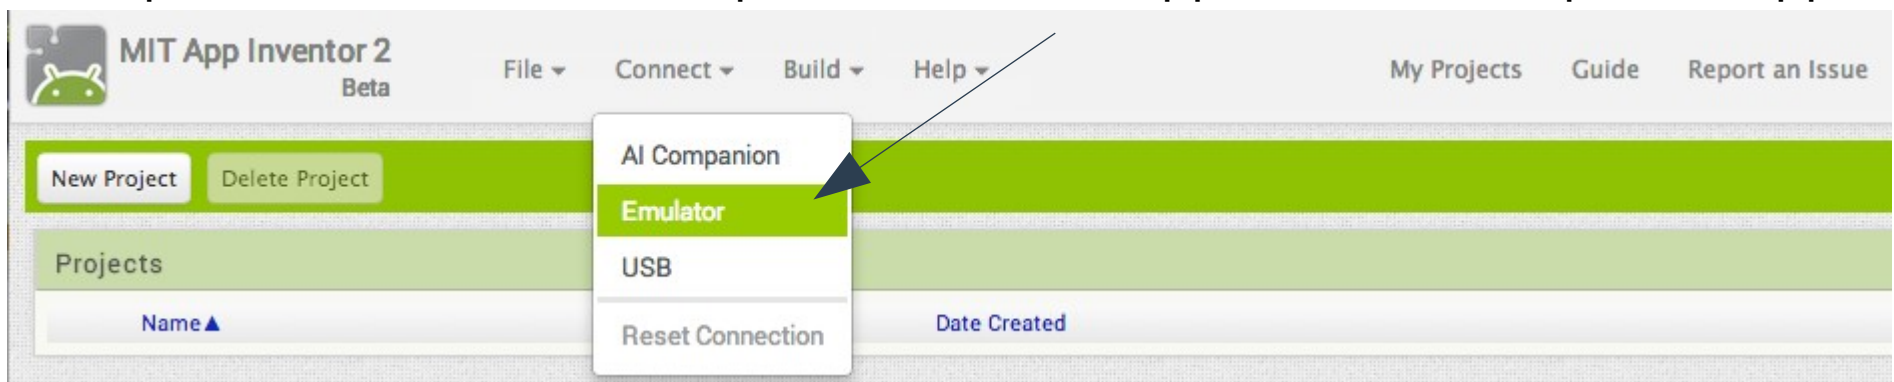 MIT App Inventor 2
Beta
File Connect Build Help My Projects Guide Report an Issue
New Project Delete Project
AI Companion
Emulator
USB
Reset Connection
Projects
Name▲ Date Created